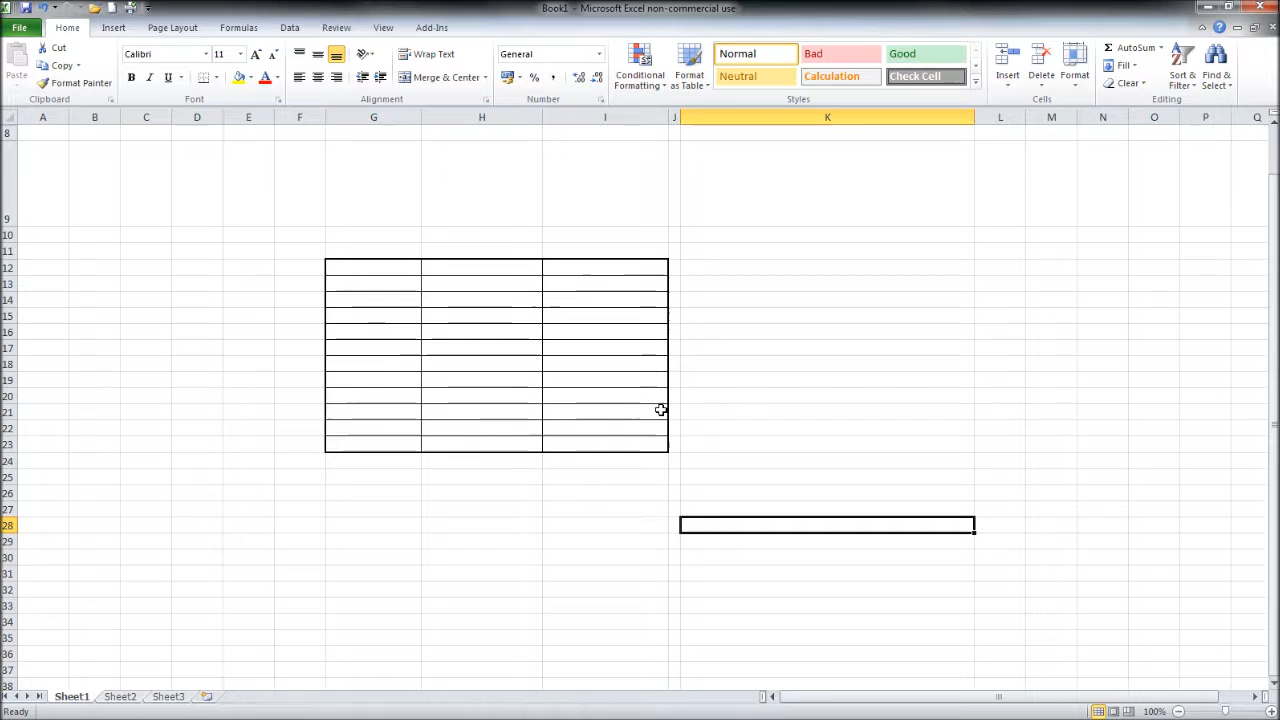 Book1 - Microsoft Excel non-commercial use
File Home Insert Page Layout Formulas Data Review View Add-Ins
Paste
Cut
Copy
Format Painter
Clipboard
Calibri 11
B I U
Font
Wrap Text
Merge & Center
Alignment
General
$ % ,
Number
Conditional Formatting
Format as Table
Normal Bad Good
Neutral Calculation Check Cell
Styles
Insert Delete Format
Cells
Σ AutoSum
Fill
Clear
Sort & Filter
Find & Select
Editing
A B C D E F G H I J K L M N O P Q
8
9
10
11
12
13
14
15
16
17
18
19
20
21
22
23
24
25
26
27
28
29
30
31
32
33
34
35
36
37
38
Sheet1 Sheet2 Sheet3
Ready 100%